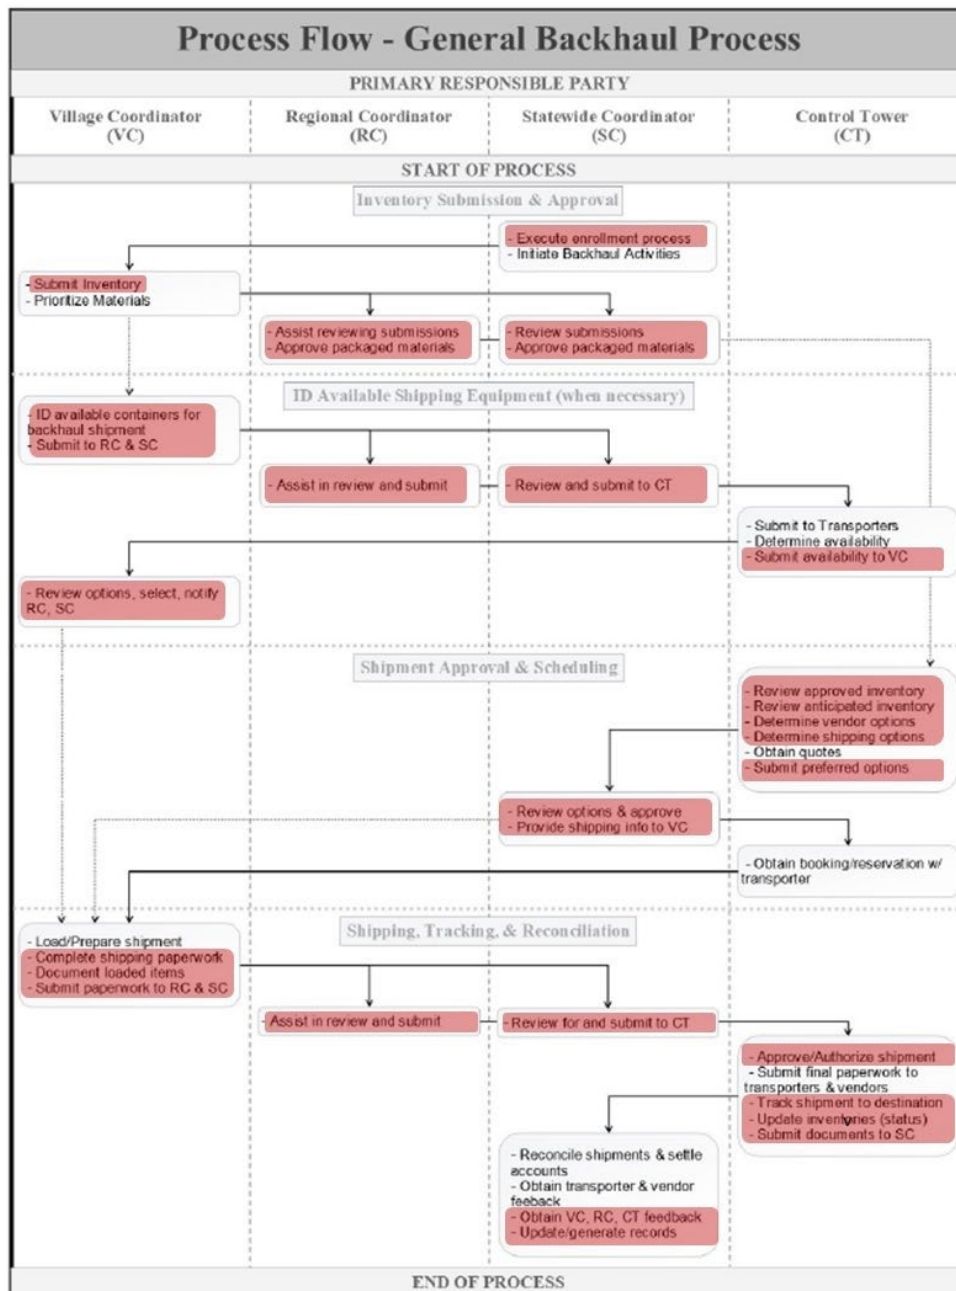 Process Flow - General Backhaul Process
PRIMARY RESPONSIBLE PARTY
Village Coordinator
(VC)
Regional Coordinator
(RC)
Statewide Coordinator
(SC)
Control Tower
(CT)
START OF PROCESS
Inventory Submission & Approval
- Execute enrollment process
- Initiate Backhaul Activities
- Submit Inventory
- Prioritize Materials
- Assist reviewing submissions
- Approve packaged materials
- Review submissions
- Approve packaged materials
ID Available Shipping Equipment (when necessary)
- ID available containers for
backhaul shipment
- Submit to RC & SC
- Assist in review and submit
- Review and submit to CT
- Submit to Transporters
- Determine availability
- Submit availability to VC
- Review options, select, notify
RC, SC
Shipment Approval & Scheduling
- Review approved inventory
- Review anticipated inventory
- Determine vendor options
- Determine shipping options
- Obtain quotes
- Submit preferred options
- Review options & approve
- Provide shipping info to VC
- Obtain booking/reservation w/
transporter
Shipping, Tracking, & Reconciliation
- Load/Prepare shipment
- Complete shipping paperwork
- Document loaded items
- Submit paperwork to RC & SC
- Assist in review and submit
- Review for and submit to CT
- Approve/Authorize shipment
- Submit final paperwork to
transporters & vendors
- Track shipment to destination
- Update inventories (status)
- Submit documents to SC
- Reconcile shipments & settle
accounts
- Obtain transporter & vendor
feeback
- Obtain VC, RC, CT feedback
- Update/generate records
END OF PROCESS